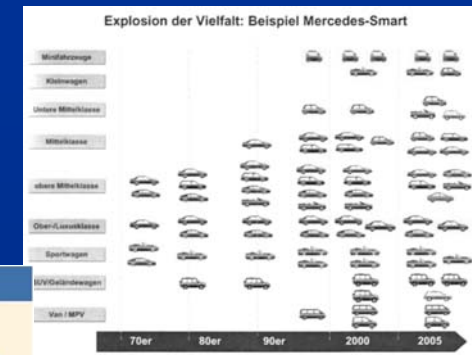 Explosion der Vielfalt: Beispiel Mercedes-Smart
Minifahrzeuge
Kleinwagen
Untere Mittelklasse
Mittelklasse
obere Mittelklasse
Ober-/Luxusklasse
Sportwagen
SUV/Geländewagen
Van / MPV
70er
80er
90er
2000
2005